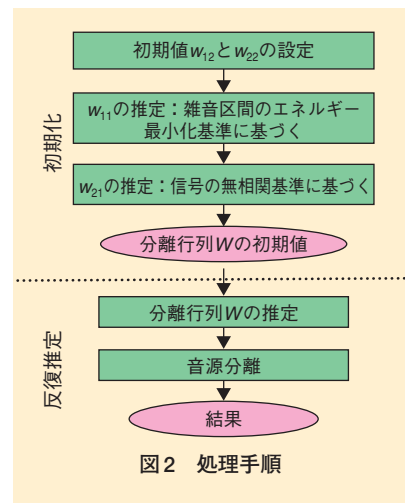 初期化
初期値w12とw22の設定
w11の推定：雑音区間のエネルギー
最小化基準に基づく
w21の推定：信号の無相関基準に基づく
分離行列Wの初期値
反復推定
分離行列Wの推定
音源分離
結果
図2　処理手順